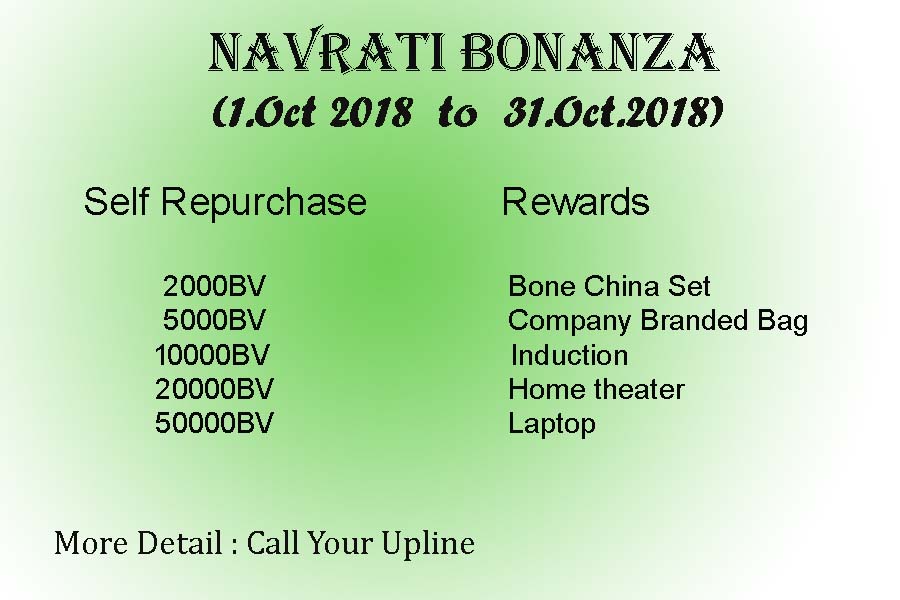 NAVRATI BONANZA
(1.Oct 2018 to 31.Oct.2018)
Self Repurchase Rewards
2000BV Bone China Set
5000BV Company Branded Bag
10000BV Induction
20000BV Home theater
50000BV Laptop
More Detail : Call Your Upline